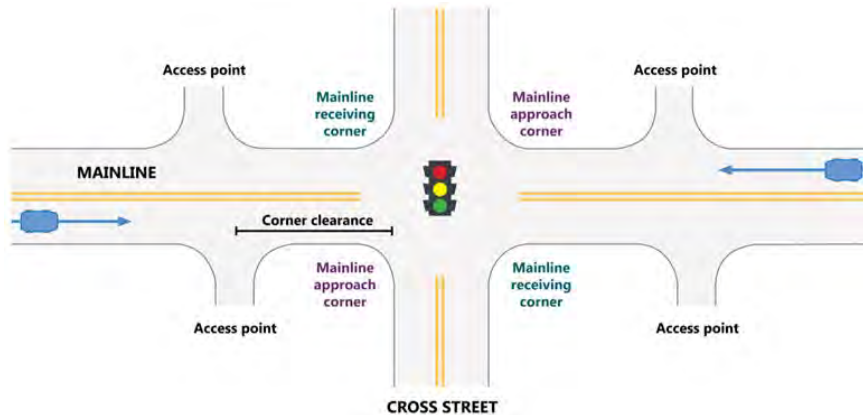 Access point
Access point
Mainline
receiving
corner
Mainline
approach
corner
MAINLINE
Corner clearance
Mainline
approach
corner
Mainline
receiving
corner
Access point
Access point
CROSS STREET